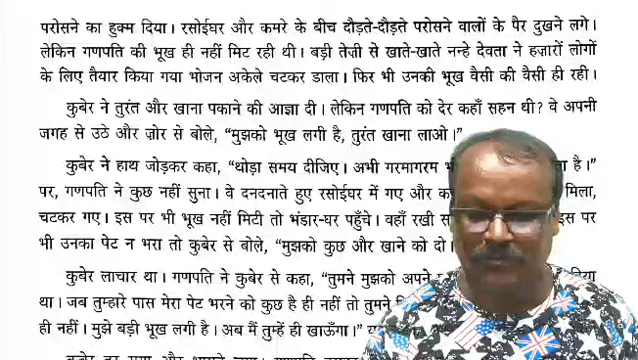 परोसने का हुक्म दिया। रसोईघर और कमरे के बीच दौड़ते-दौड़ते परोसने वालों के पैर दुखने लगे।
लेकिन गणपति की भूख ही नहीं मिट रही थी। बड़ी तेज़ी से खाते-खाते नन्हे देवता ने हज़ारों लोगों
के लिए तैयार किया गया भोजन अकेले चटकर डाला। फिर भी उनकी भूख वैसी की वैसी ही रही।
कुबेर ने तुरंत और खाना पकाने की आज्ञा दी। लेकिन गणपति को देर कहाँ सहन थी? वे अपनी
जगह से उठे और ज़ोर से बोले, “मुझको भूख लगी है, तुरंत खाना लाओ।”
कुबेर ने हाथ जोड़कर कहा, “थोड़ा समय दीजिए। अभी गरमागरम है।”
पर, गणपति ने कुछ नहीं सुना। वे दनदनाते हुए रसोईघर में गए और मिला,
चटकर गए। इस पर भी भूख नहीं मिटी तो भंडार-घर पहुँचे। वहाँ रखी इस पर
भी उनका पेट न भरा तो कुबेर से बोले, “मुझको कुछ और खाने को दो।
कुबेर लाचार था। गणपति ने कुबेर से कहा, “तुमने मुझको अपने
था। जब तुम्हारे पास मेरा पेट भरने को कुछ है ही नहीं तो तुमने
ही नहीं। मुझे बड़ी भूख लगी है। अब मैं तुम्हें ही खाऊँगा।”